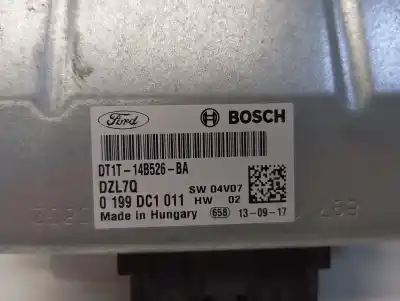 Ford
BOSCH
DT1T-14B526-BA
DZL7Q
SW 04V07
0 199 DC1 011
HW 02
Made in Hungary
658
13-09-17